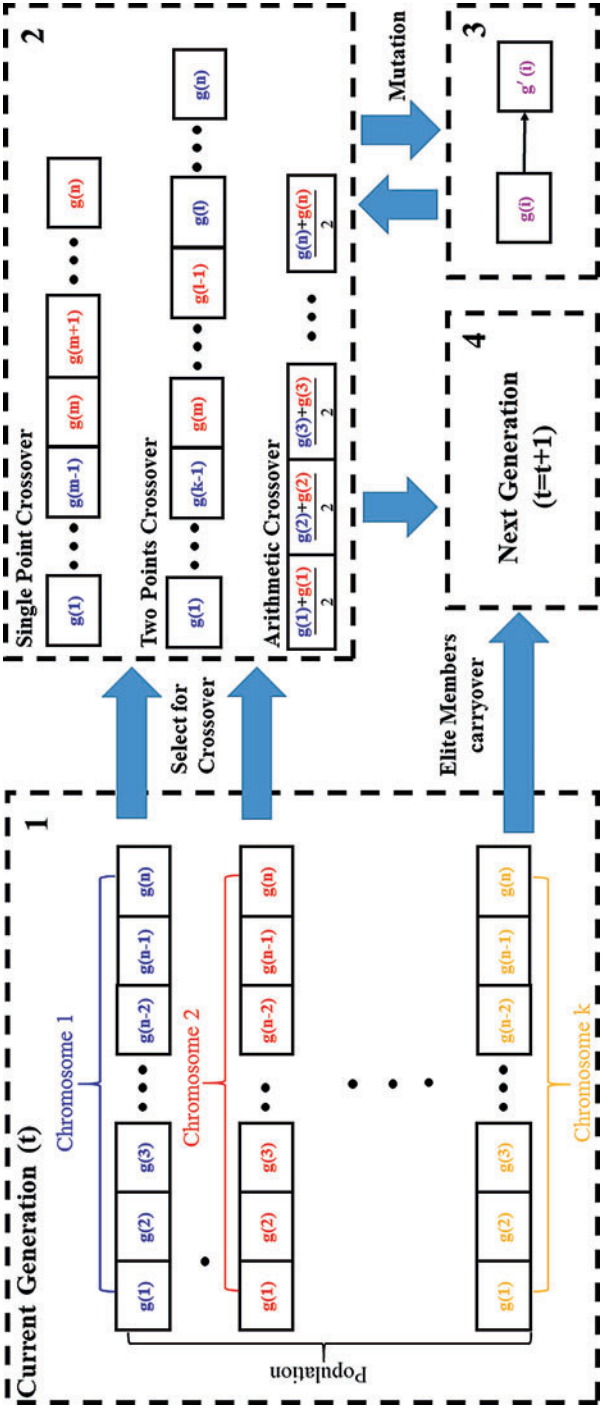 Current Generation (t)
1
Chromosome 1
g(1) g(2) g(3) ••• g(n-2) g(n-1) g(n)
Chromosome 2
g(1) g(2) g(3) ••• g(n-2) g(n-1) g(n)
g(1) g(2) g(3) •••• g(n-2) g(n-1) g(n)
Chromosome k
Population
Select for
Crossover
Elite Members
carryover
2
Single Point Crossover
g(1) ••• g(m-1) g(m) g(m+1) ••• g(n)
Two Points Crossover
g(1) ••• g(k-1) g(m) ••• g(l-1) g(l) ••• g(n)
Arithmetic Crossover
g(1)+g(1) g(2)+g(2) g(3)+g(3) ••• g(n)+g(n)
2 2 2 2
Mutation
3
g(i) g'(i)
4
Next Generation
(t=t+1)